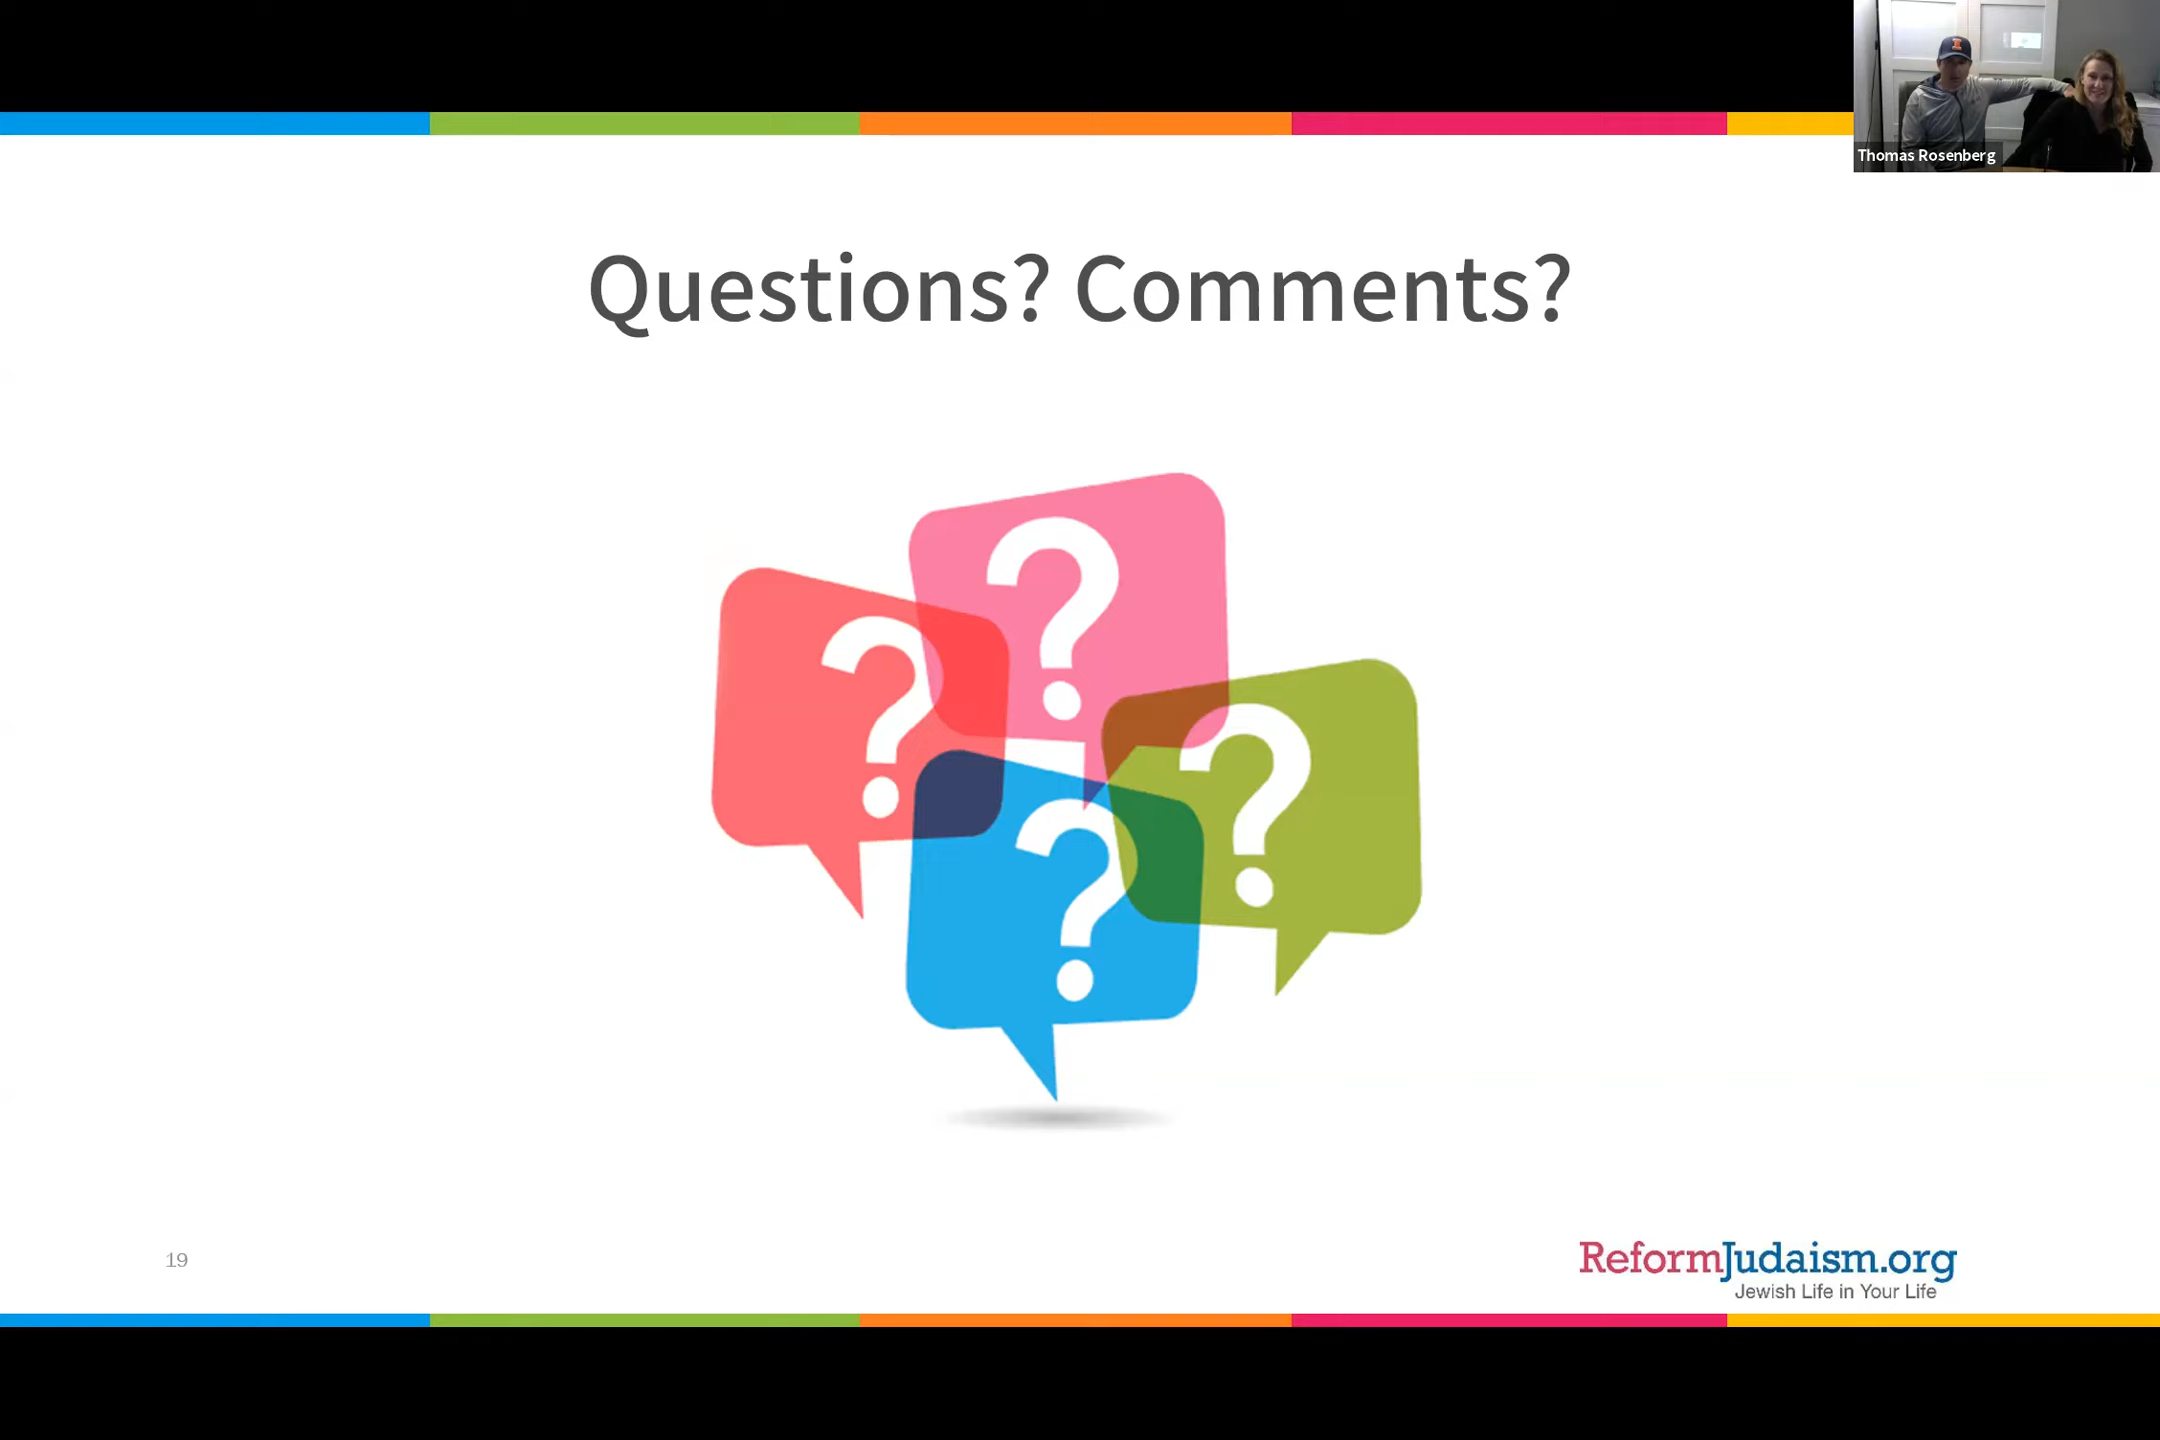 Thomas Rosenberg
Questions? Comments?
?
?
?
?
19
ReformJudaism.org
Jewish Life in Your Life
I